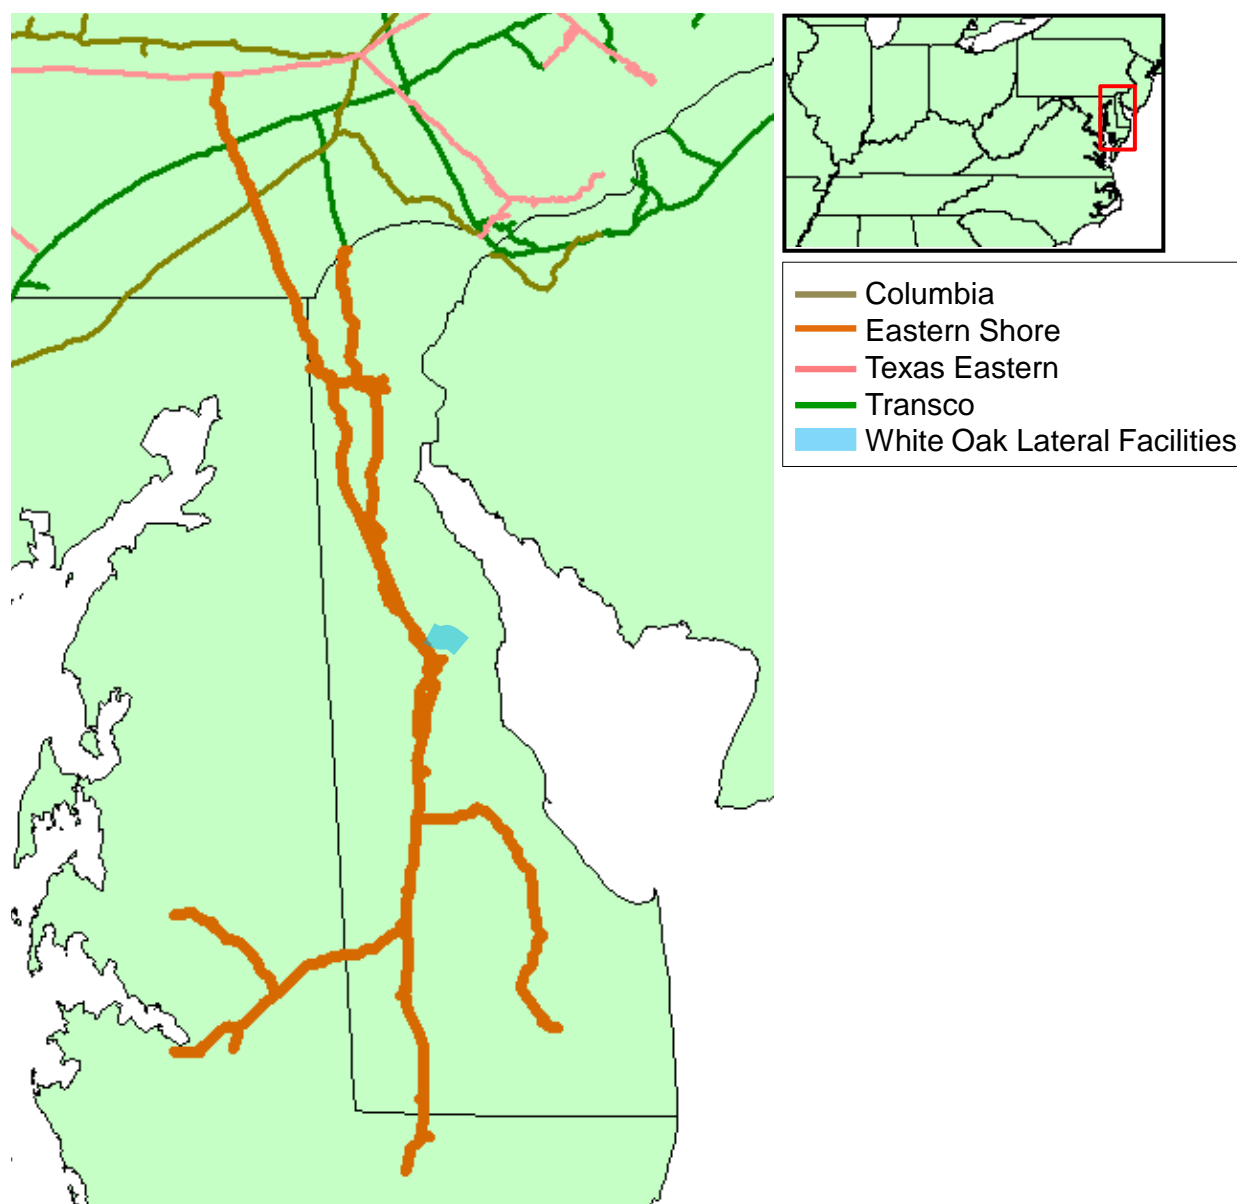 Columbia
Eastern Shore
Texas Eastern
Transco
White Oak Lateral Facilities